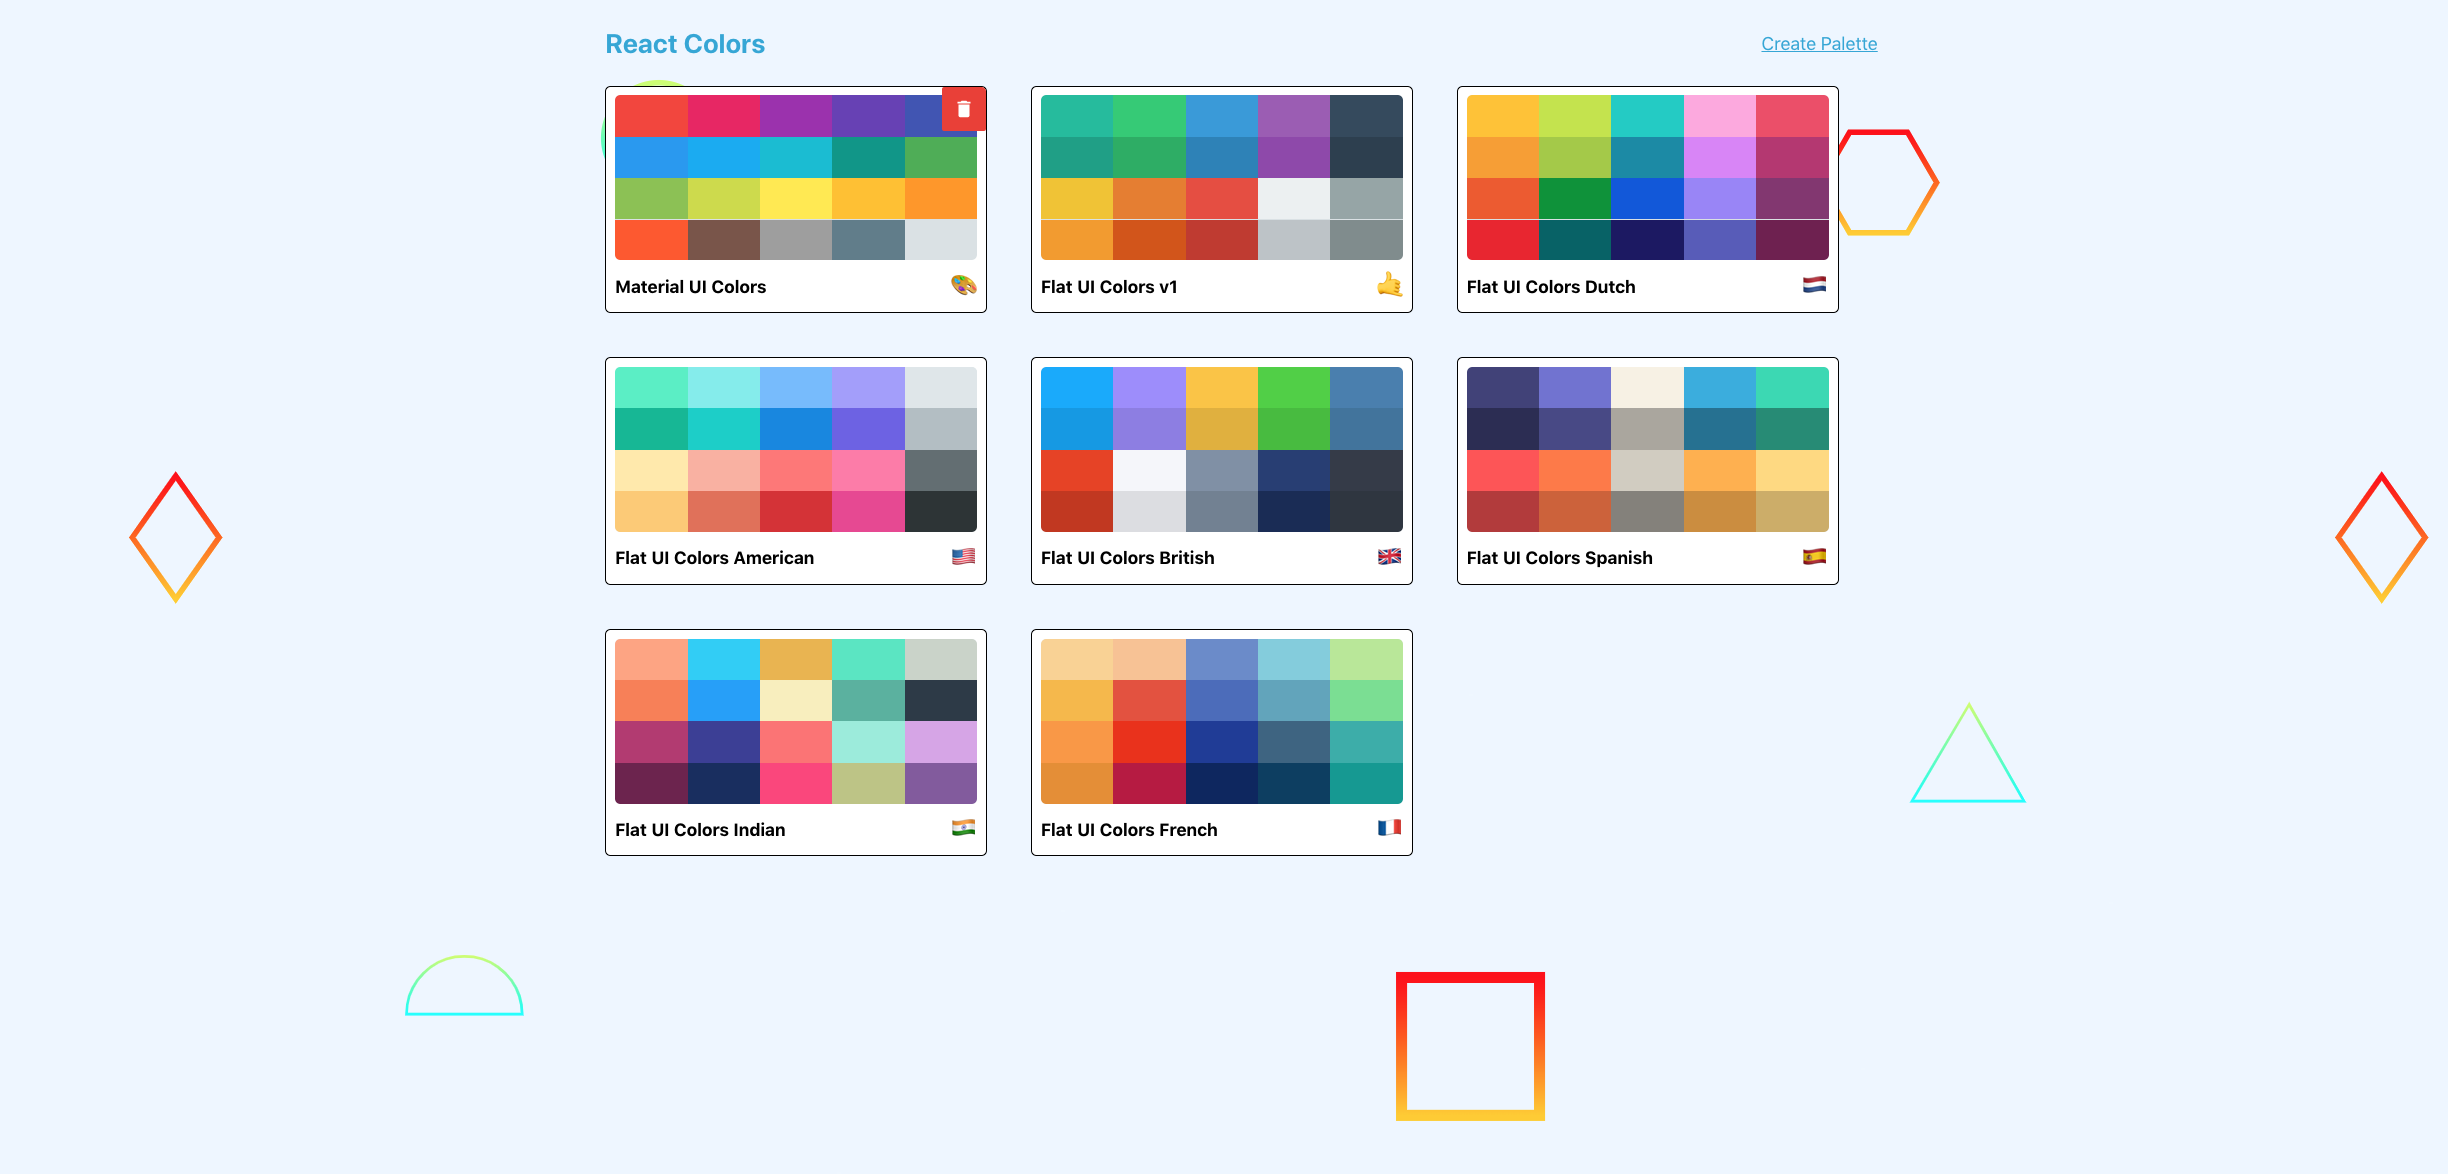 React Colors
Create Palette
Material UI Colors
Flat UI Colors v1
Flat UI Colors Dutch
Flat UI Colors American
Flat UI Colors British
Flat UI Colors Spanish
Flat UI Colors Indian
Flat UI Colors French